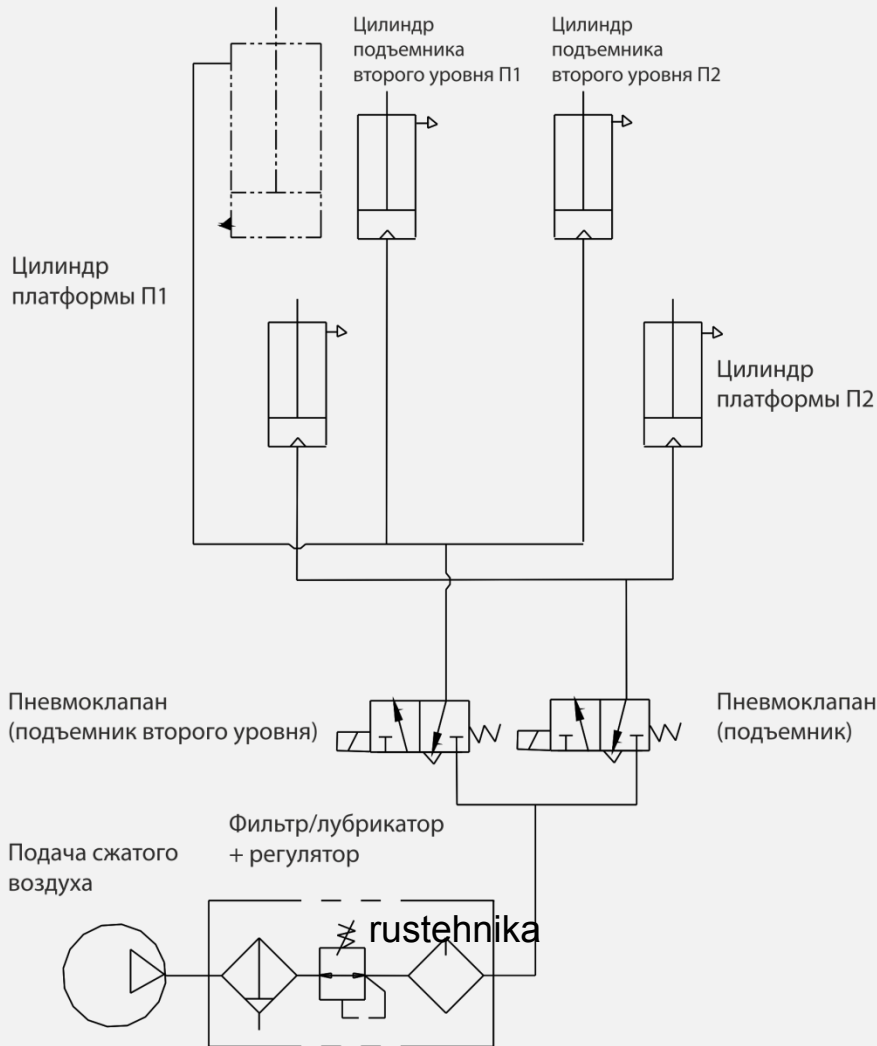 Цилиндр
подъемника
второго уровня П1
Цилиндр
подъемника
второго уровня П2
Цилиндр
платформы П1
Цилиндр
платформы П2
Пневмоклапан
(подъемник второго уровня)
Пневмоклапан
(подъемник)
Фильтр/лубрикатор
+ регулятор
Подача сжатого
воздуха
rustehnika